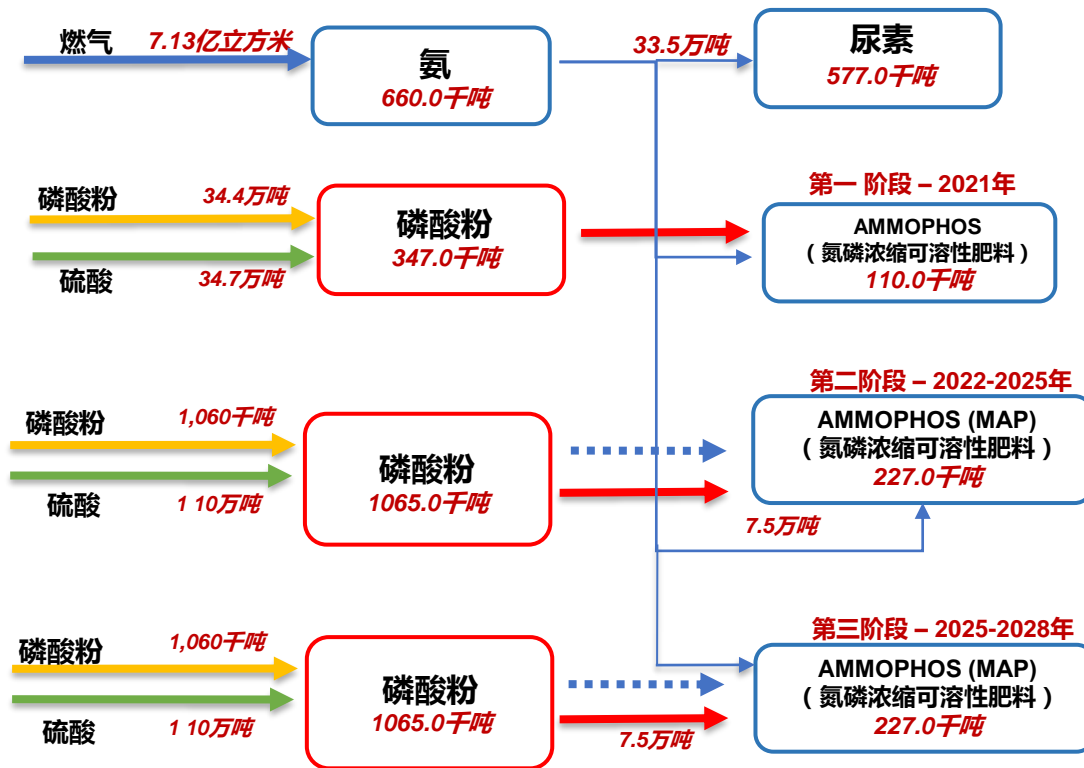 燃气
7.13亿立方米
氨
660.0千吨
33.5万吨
尿素
577.0千吨
磷酸粉
34.4万吨
硫酸
34.7万吨
磷酸粉
347.0千吨
第一 阶段 – 2021年
AMMOPHOS
( 氮磷浓缩可溶性肥料 )
110.0千吨
磷酸粉
1,060千吨
硫酸
1 10万吨
磷酸粉
1065.0千吨
第二阶段 – 2022-2025年
AMMOPHOS (MAP)
( 氮磷浓缩可溶性肥料 )
227.0千吨
7.5万吨
磷酸粉
1,060千吨
硫酸
1 10万吨
磷酸粉
1065.0千吨
7.5万吨
第三阶段 – 2025-2028年
AMMOPHOS (MAP)
( 氮磷浓缩可溶性肥料 )
227.0千吨